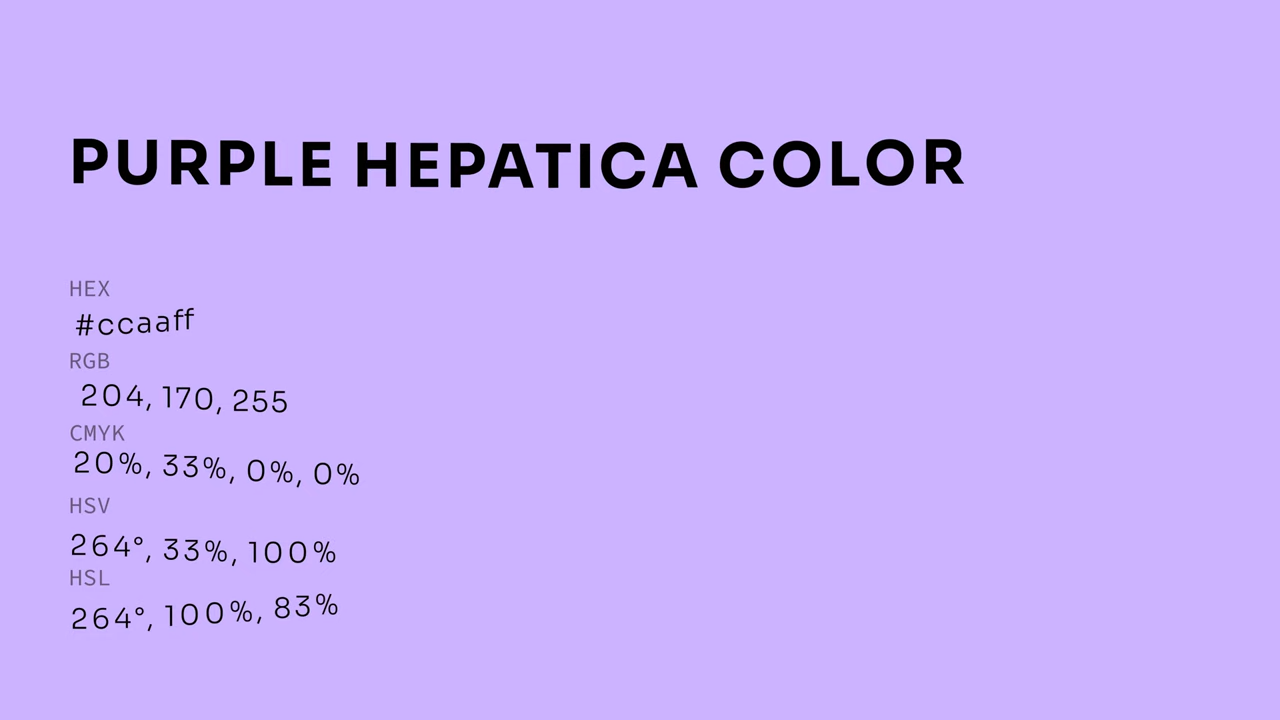 PURPLE HEPATICA COLOR
HEX
#ccaaff
RGB
204, 170, 255
CMYK
20%, 33%, 0%, 0%
HSV
264°, 33%, 100%
HSL
264°, 100%, 83%